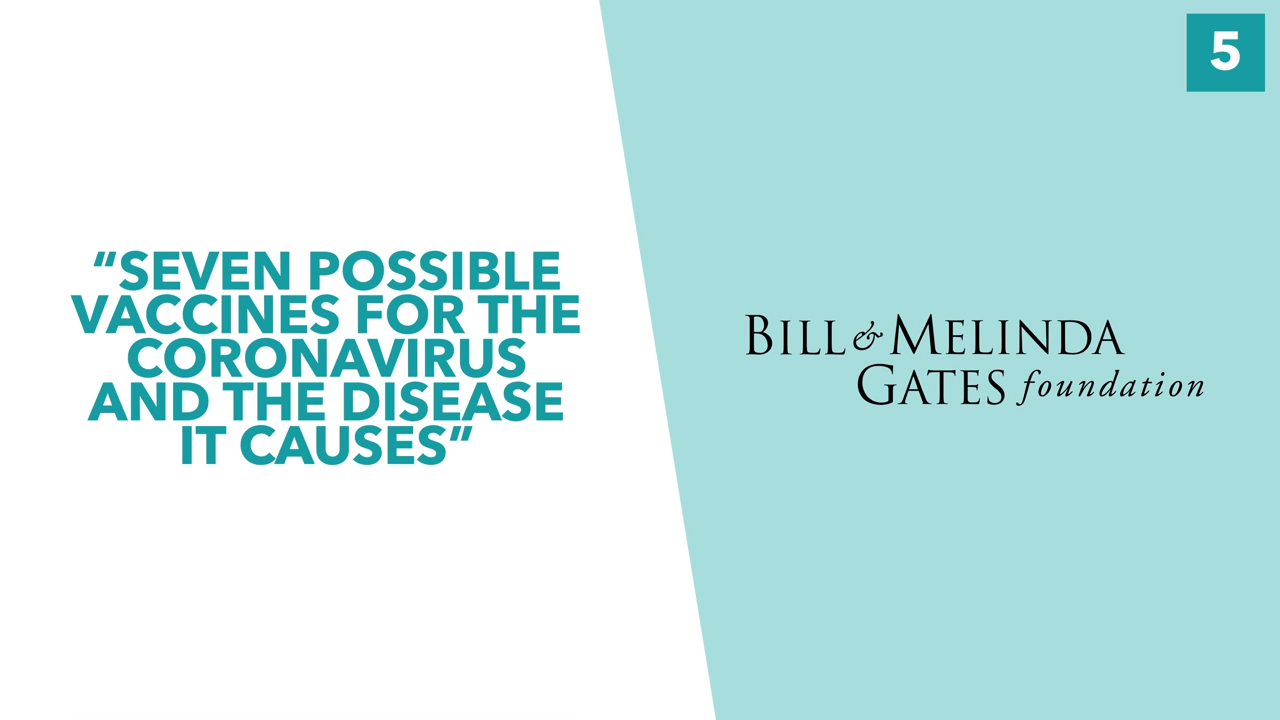 5
“SEVEN POSSIBLE
VACCINES FOR THE
CORONAVIRUS
AND THE DISEASE
IT CAUSES”
BILL & MELINDA
GATES foundation